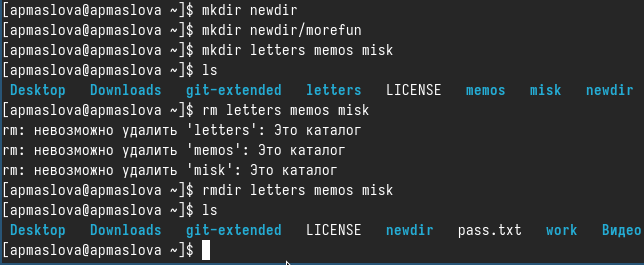 [apmaslova@apmaslova ~]$ mkdir newdir
[apmaslova@apmaslova ~]$ mkdir newdir/morefun
[apmaslova@apmaslova ~]$ mkdir letters memos misk
[apmaslova@apmaslova ~]$ ls
Desktop Downloads git-extended letters LICENSE memos misk newdir
[apmaslova@apmaslova ~]$ rm letters memos misk
rm: невозможно удалить 'letters': Это каталог
rm: невозможно удалить 'memos': Это каталог
rm: невозможно удалить 'misk': Это каталог
[apmaslova@apmaslova ~]$ rmdir letters memos misk
[apmaslova@apmaslova ~]$ ls
Desktop Downloads git-extended LICENSE newdir pass.txt work Видео
[apmaslova@apmaslova ~]$